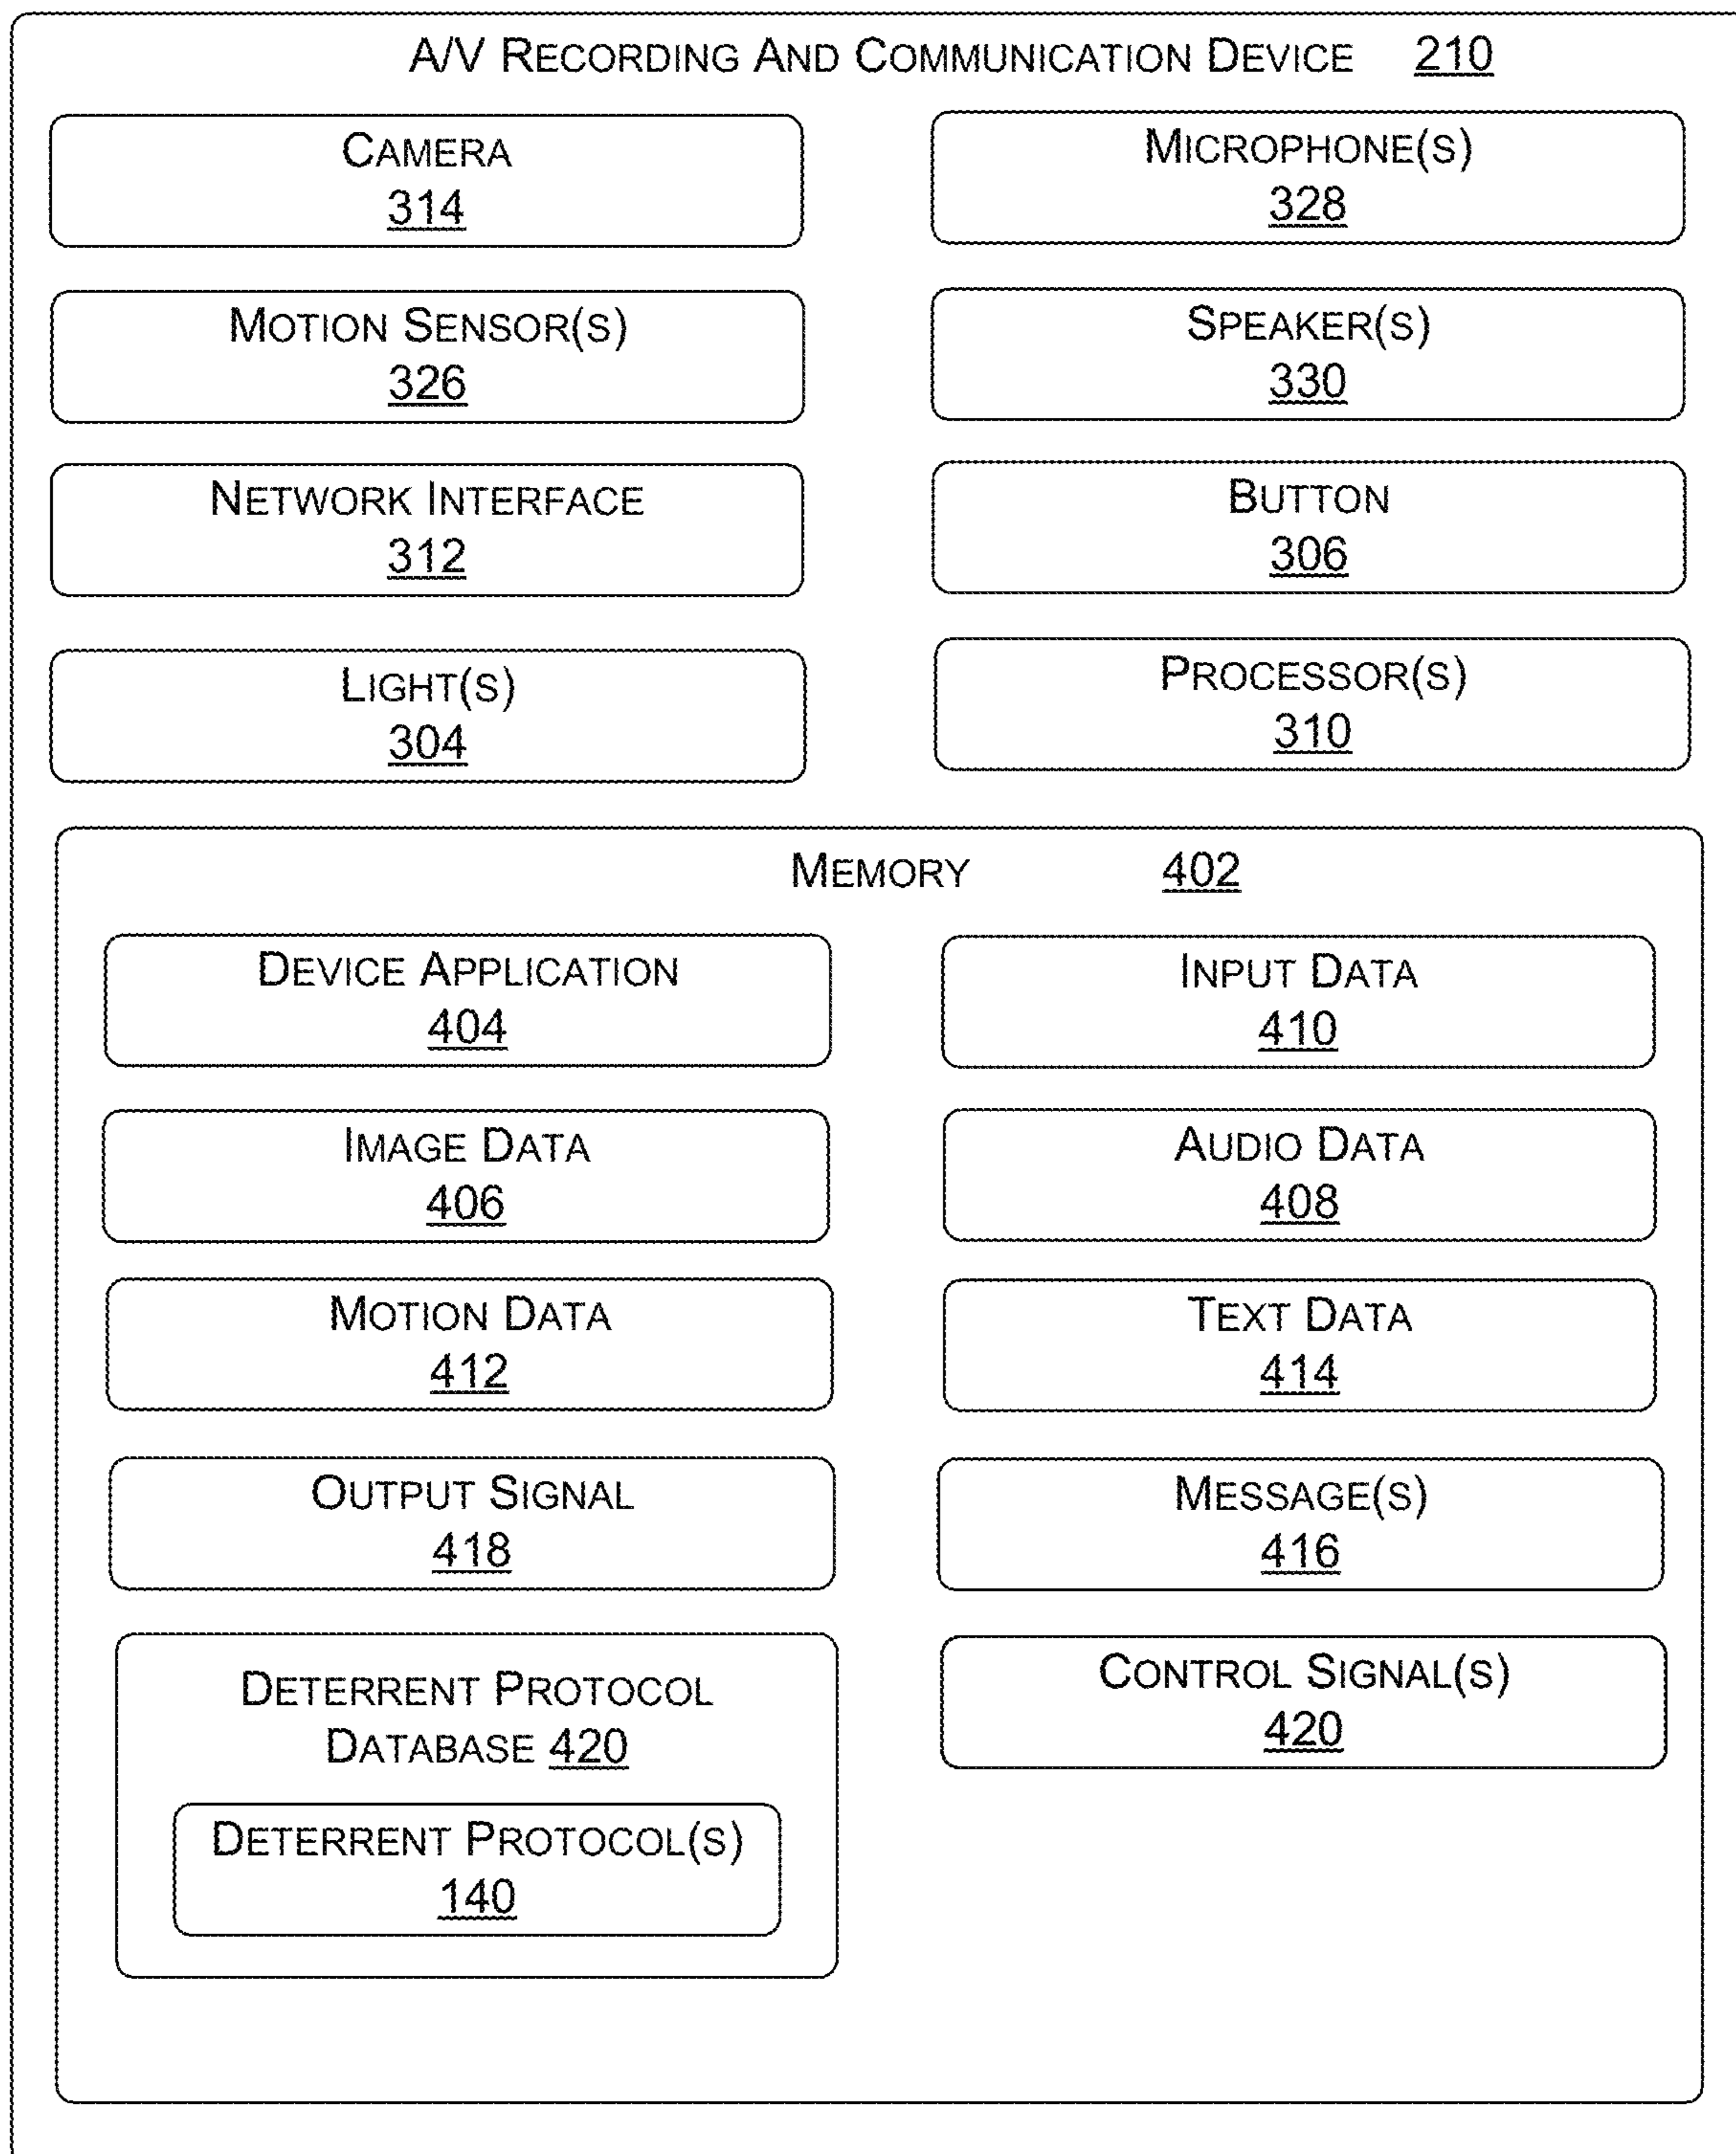 A/V RECORDING AND COMMUNICATION DEVICE 210
CAMERA
314
MICROPHONE(S)
328
MOTION SENSOR(S)
326
SPEAKER(S)
330
NETWORK INTERFACE
312
BUTTON
306
LIGHT(S)
304
PROCESSOR(S)
310
MEMORY 402
DEVICE APPLICATION
404
INPUT DATA
410
IMAGE DATA
406
AUDIO DATA
408
MOTION DATA
412
TEXT DATA
414
OUTPUT SIGNAL
418
MESSAGE(S)
416
DETERRENT PROTOCOL
DATABASE 420
DETERRENT PROTOCOL(S)
140
CONTROL SIGNAL(S)
420